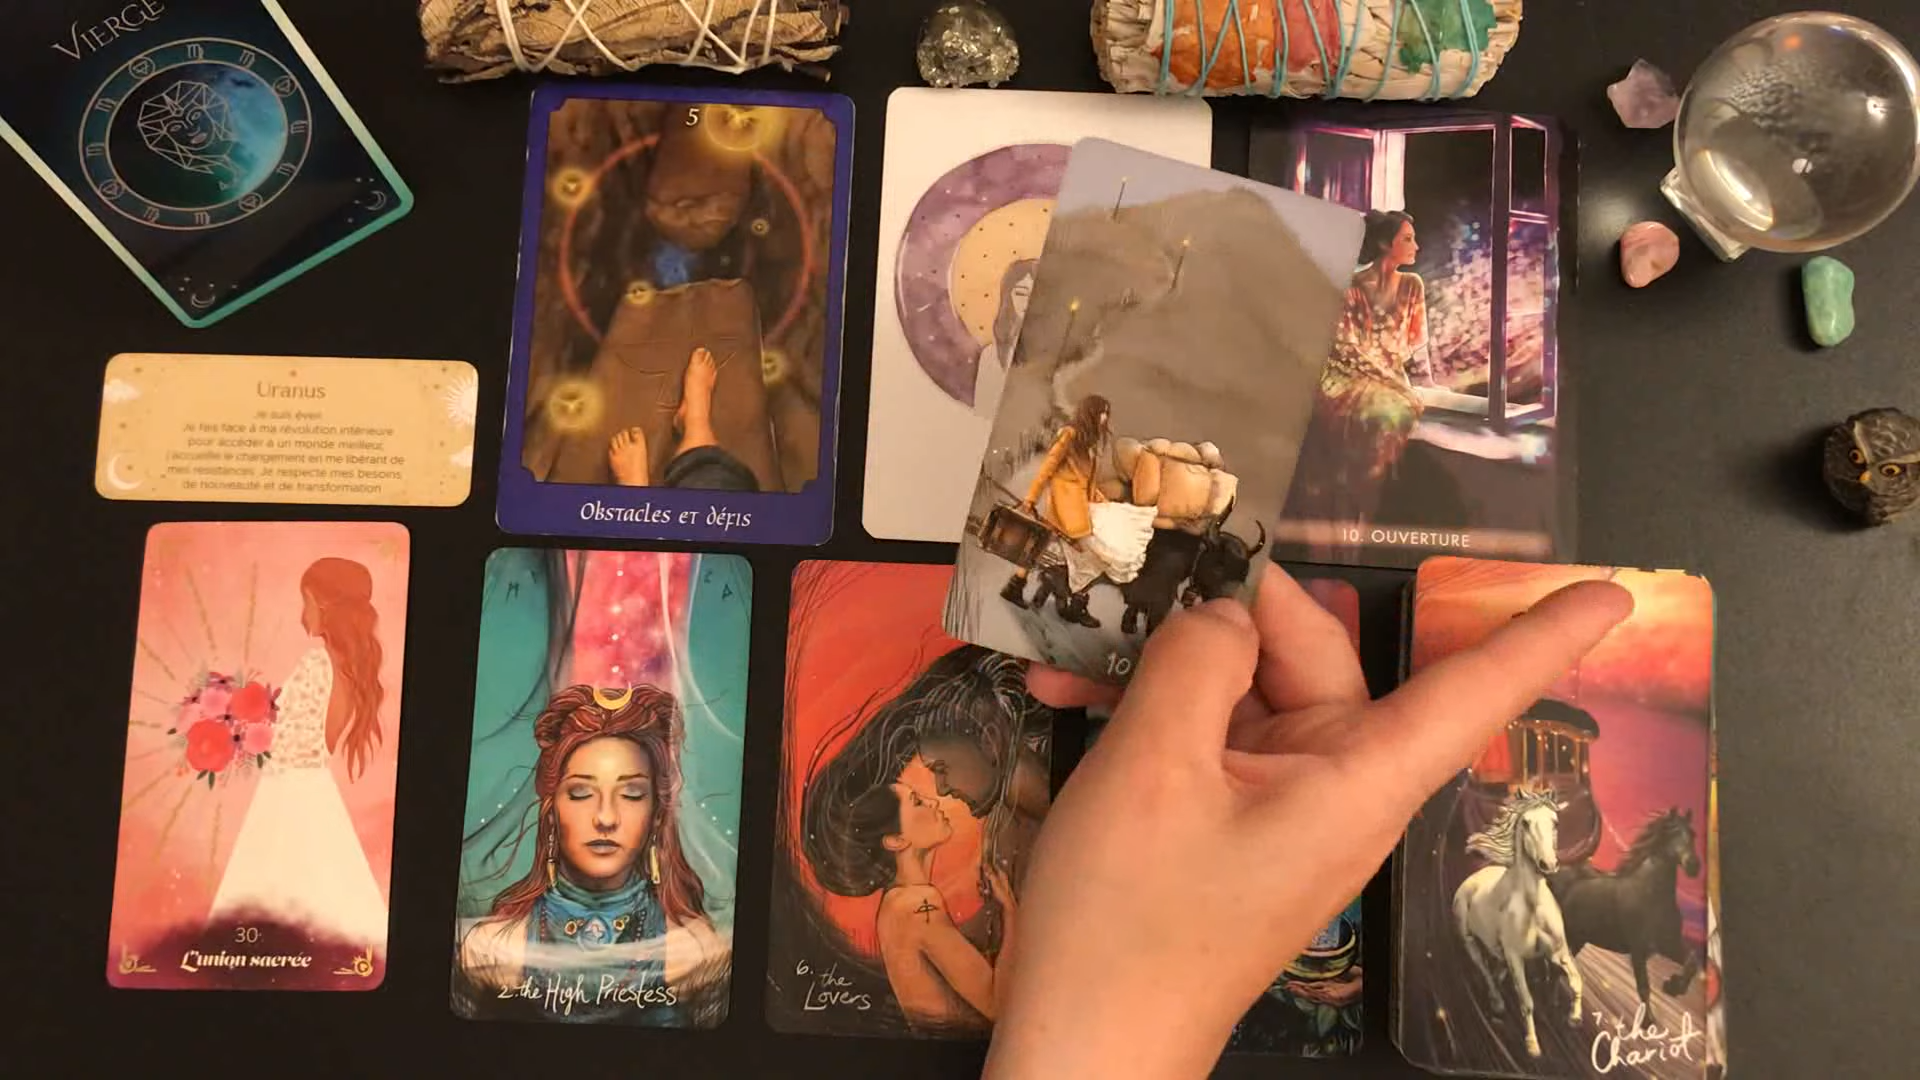 VIERGE
Uranus
Je suis éveil.
Je fais face à ma révolution intérieure
pour accéder à un monde meilleur,
j'accueille le changement en me libérant de
mes résistances. Je respecte mes besoins
de nouveauté et de transformation
5
Obstacles et défis
10
10. OUVERTURE
30
L'union sacrée
2. the High Priestess
6. the
Lovers
7. the
Chariot